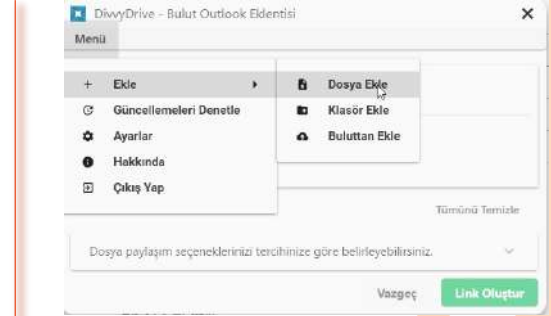 DivvyDrive - Bulut Outlook Eklentisi
Menü
Ekle
Güncellemeleri Denetle
Ayarlar
Hakkında
Çıkış Yap
Dosya Ekle
Klasör Ekle
Buluttan Ekle
Tümünü Temizle
Dosya paylaşım seçeneklerinizi tercihinize göre belirleyebilirsiniz.
Vazgeç
Link Oluştur